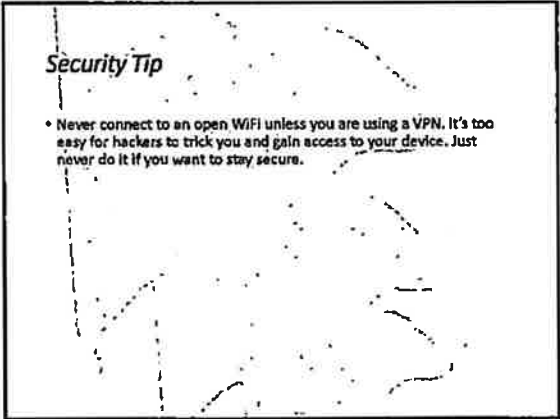 Security Tip
• Never connect to an open WiFi unless you are using a VPN. It's too
easy for hackers to trick you and gain access to your device. Just
never do it if you want to stay secure.